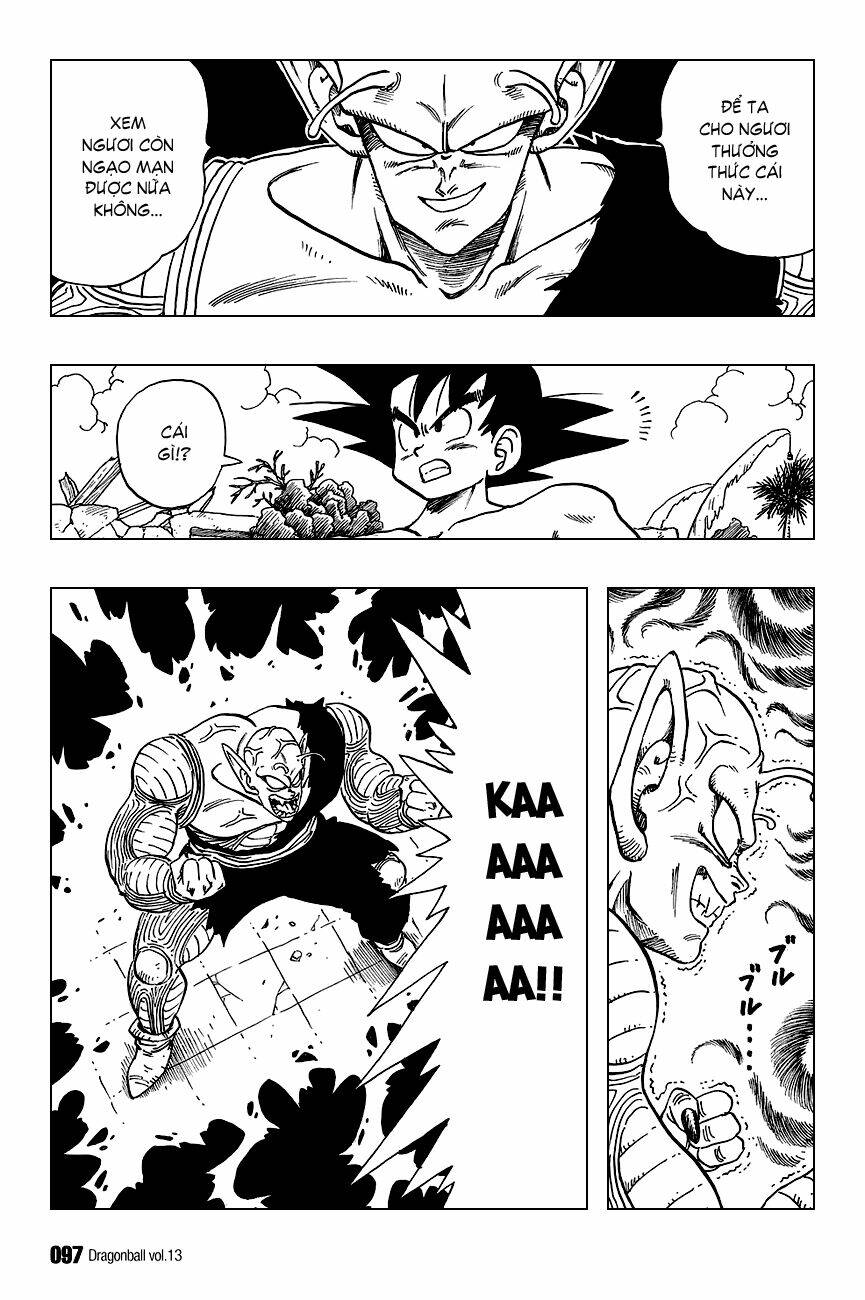 ĐỂ TA
CHO NGƯƠI
THƯỞNG
THỨC CÁI
NÀY...
XEM
NGƯƠI CÒN
NGẠO MẠN
ĐƯỢC NỮA
KHÔNG...
CÁI
GÌ!?
ブル
ブル...
KAA
AAA
AAA
AA!!
097 Dragonball vol.13